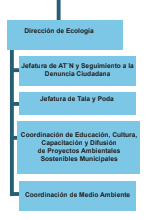 Dirección de Ecología
Jefatura de AT´N y Seguimiento a la
Denuncia Ciudadana
Jefatura de Tala y Poda
Coordinación de Educación, Cultura,
Capacitación y Difusión
de Proyectos Ambientales
Sostenibles Municipales
Coordinación de Medio Ambiente